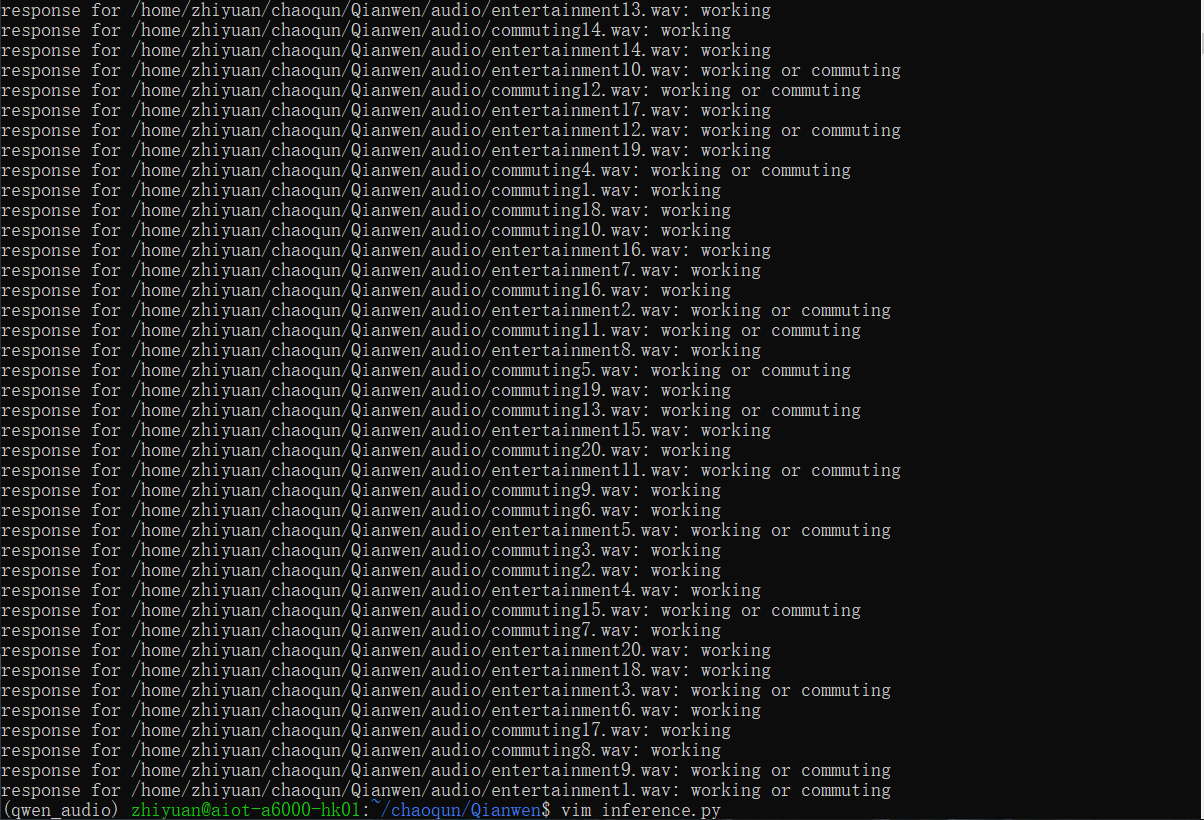 response for /home/zhiyuan/chaoqun/Qianwen/audio/entertainment13.wav: working
response for /home/zhiyuan/chaoqun/Qianwen/audio/commuting14.wav: working
response for /home/zhiyuan/chaoqun/Qianwen/audio/entertainment14.wav: working
response for /home/zhiyuan/chaoqun/Qianwen/audio/entertainment10.wav: working or commuting
response for /home/zhiyuan/chaoqun/Qianwen/audio/commuting12.wav: working or commuting
response for /home/zhiyuan/chaoqun/Qianwen/audio/entertainment17.wav: working
response for /home/zhiyuan/chaoqun/Qianwen/audio/entertainment12.wav: working or commuting
response for /home/zhiyuan/chaoqun/Qianwen/audio/entertainment19.wav: working
response for /home/zhiyuan/chaoqun/Qianwen/audio/commuting4.wav: working or commuting
response for /home/zhiyuan/chaoqun/Qianwen/audio/commuting1.wav: working
response for /home/zhiyuan/chaoqun/Qianwen/audio/commuting18.wav: working
response for /home/zhiyuan/chaoqun/Qianwen/audio/commuting10.wav: working
response for /home/zhiyuan/chaoqun/Qianwen/audio/entertainment16.wav: working
response for /home/zhiyuan/chaoqun/Qianwen/audio/entertainment7.wav: working
response for /home/zhiyuan/chaoqun/Qianwen/audio/commuting16.wav: working
response for /home/zhiyuan/chaoqun/Qianwen/audio/entertainment2.wav: working or commuting
response for /home/zhiyuan/chaoqun/Qianwen/audio/commuting11.wav: working or commuting
response for /home/zhiyuan/chaoqun/Qianwen/audio/entertainment8.wav: working
response for /home/zhiyuan/chaoqun/Qianwen/audio/commuting5.wav: working or commuting
response for /home/zhiyuan/chaoqun/Qianwen/audio/commuting19.wav: working
response for /home/zhiyuan/chaoqun/Qianwen/audio/commuting13.wav: working or commuting
response for /home/zhiyuan/chaoqun/Qianwen/audio/entertainment15.wav: working
response for /home/zhiyuan/chaoqun/Qianwen/audio/commuting20.wav: working
response for /home/zhiyuan/chaoqun/Qianwen/audio/entertainment11.wav: working or commuting
response for /home/zhiyuan/chaoqun/Qianwen/audio/commuting9.wav: working
response for /home/zhiyuan/chaoqun/Qianwen/audio/commuting6.wav: working
response for /home/zhiyuan/chaoqun/Qianwen/audio/entertainment5.wav: working or commuting
response for /home/zhiyuan/chaoqun/Qianwen/audio/commuting3.wav: working
response for /home/zhiyuan/chaoqun/Qianwen/audio/commuting2.wav: working
response for /home/zhiyuan/chaoqun/Qianwen/audio/entertainment4.wav: working
response for /home/zhiyuan/chaoqun/Qianwen/audio/commuting15.wav: working or commuting
response for /home/zhiyuan/chaoqun/Qianwen/audio/commuting7.wav: working
response for /home/zhiyuan/chaoqun/Qianwen/audio/entertainment20.wav: working
response for /home/zhiyuan/chaoqun/Qianwen/audio/entertainment18.wav: working
response for /home/zhiyuan/chaoqun/Qianwen/audio/entertainment3.wav: working or commuting
response for /home/zhiyuan/chaoqun/Qianwen/audio/entertainment6.wav: working
response for /home/zhiyuan/chaoqun/Qianwen/audio/commuting17.wav: working
response for /home/zhiyuan/chaoqun/Qianwen/audio/commuting8.wav: working
response for /home/zhiyuan/chaoqun/Qianwen/audio/entertainment9.wav: working or commuting
response for /home/zhiyuan/chaoqun/Qianwen/audio/entertainment1.wav: working or commuting
(qwen_audio) zhiyuan@aiot-a6000-hk01:~/chaoqun/Qianwen$ vim inference.py